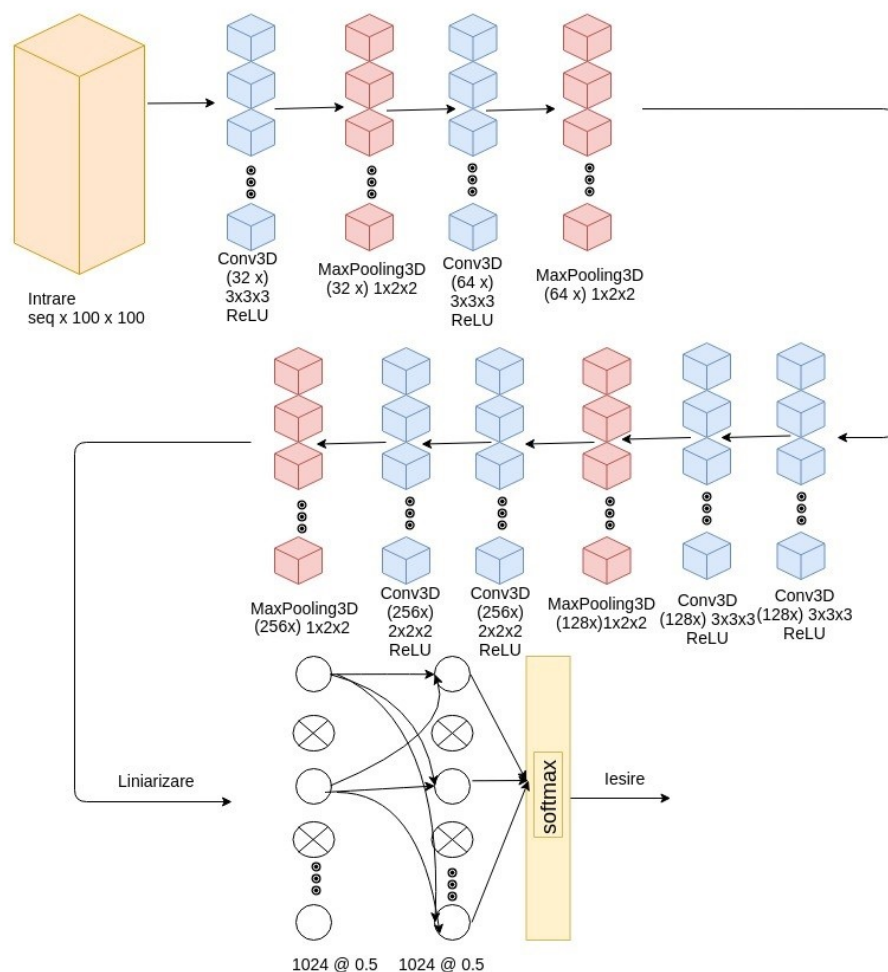 Intrare
seq x 100 x 100
Conv3D
(32 x)
3x3x3
ReLU
MaxPooling3D
(32 x) 1x2x2
Conv3D
(64 x)
3x3x3
ReLU
MaxPooling3D
(64 x) 1x2x2
MaxPooling3D
(256x) 1x2x2
Conv3D
(256x)
2x2x2
ReLU
Conv3D
(256x)
2x2x2
ReLU
MaxPooling3D
(128x)1x2x2
Conv3D
(128x) 3x3x3
ReLU
Conv3D
(128x) 3x3x3
ReLU
Liniarizare
softmax
Iesire
1024 @ 0.5
1024 @ 0.5